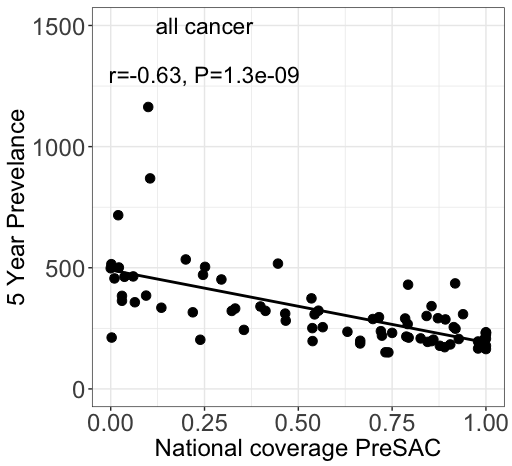 all cancer
r=-0.63, P=1.3e-09
5 Year Prevelance
1500
1000
500
0
0.00 0.25 0.50 0.75 1.00
National coverage PreSAC